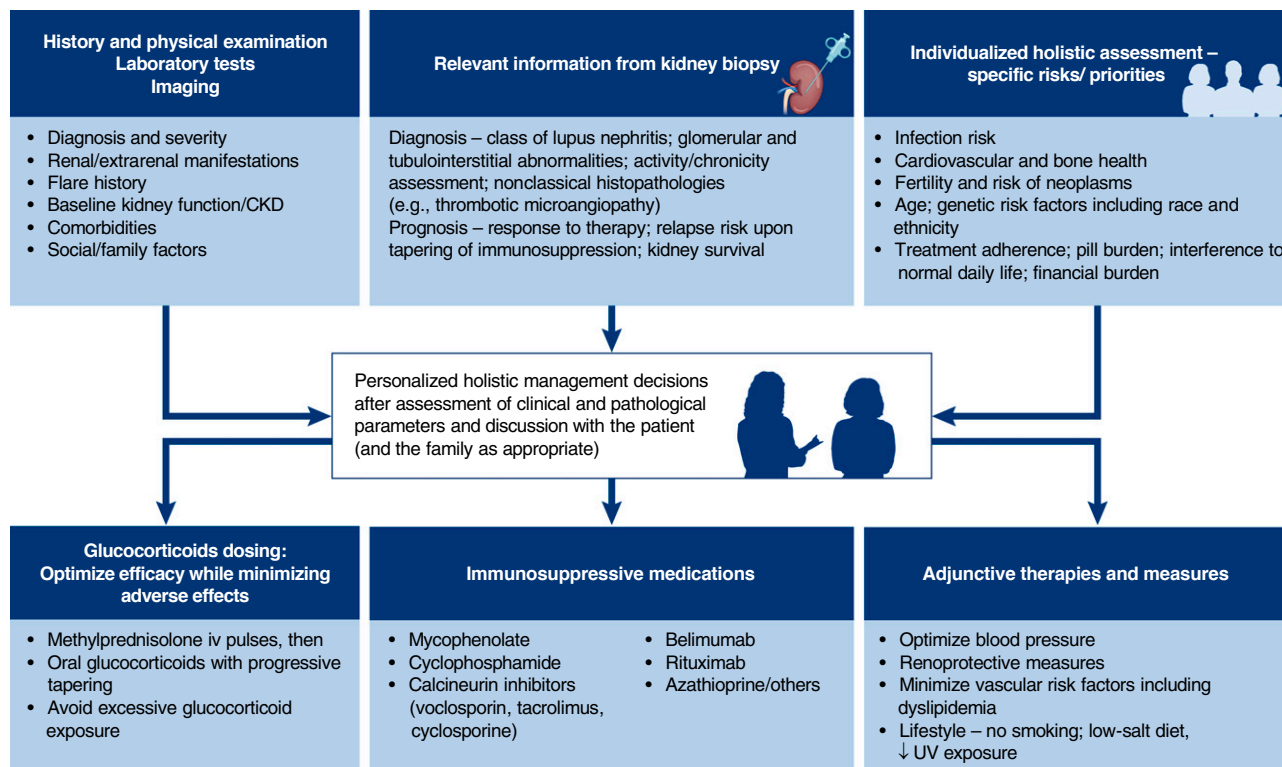 History and physical examination
Laboratory tests
Imaging
• Diagnosis and severity
• Renal/extrarenal manifestations
• Flare history
• Baseline kidney function/CKD
• Comorbidities
• Social/family factors
Relevant information from kidney biopsy
Diagnosis – class of lupus nephritis; glomerular and
tubulointerstitial abnormalities; activity/chronicity
assessment; nonclassical histopathologies
(e.g., thrombotic microangiopathy)
Prognosis – response to therapy; relapse risk upon
tapering of immunosuppression; kidney survival
Individualized holistic assessment –
specific risks/ priorities
• Infection risk
• Cardiovascular and bone health
• Fertility and risk of neoplasms
• Age; genetic risk factors including race and
ethnicity
• Treatment adherence; pill burden; interference to
normal daily life; financial burden
Personalized holistic management decisions
after assessment of clinical and pathological
parameters and discussion with the patient
(and the family as appropriate)
Glucocorticoids dosing:
Optimize efficacy while minimizing
adverse effects
• Methylprednisolone iv pulses, then
• Oral glucocorticoids with progressive
tapering
• Avoid excessive glucocorticoid
exposure
Immunosuppressive medications
• Mycophenolate
• Cyclophosphamide
• Calcineurin inhibitors
(voclosporin, tacrolimus,
cyclosporine)
• Belimumab
• Rituximab
• Azathioprine/others
Adjunctive therapies and measures
• Optimize blood pressure
• Renoprotective measures
• Minimize vascular risk factors including
dyslipidemia
• Lifestyle – no smoking; low-salt diet,
↓ UV exposure